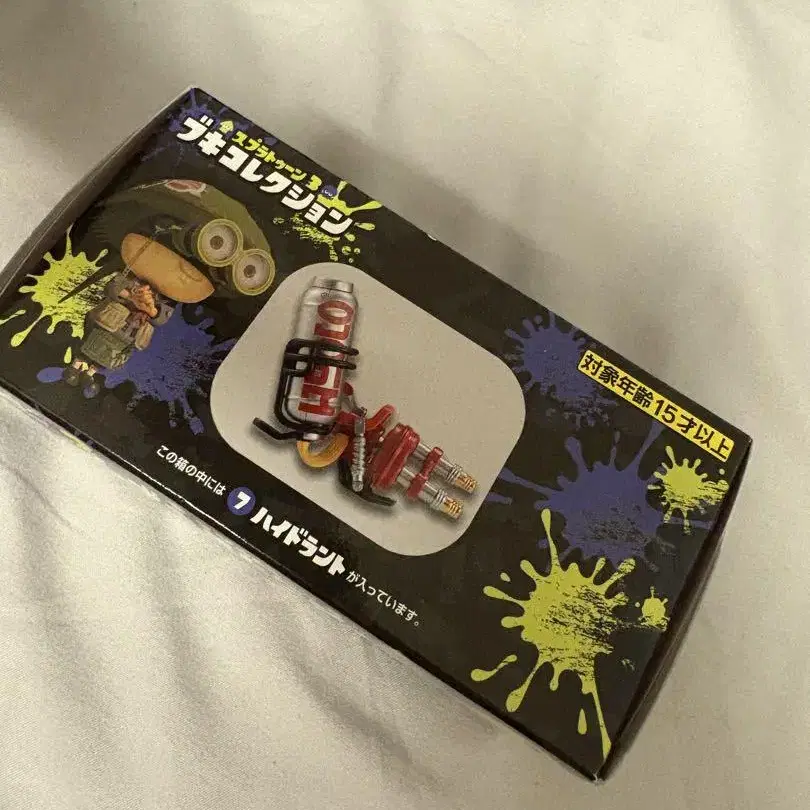 スプラトゥーン3
ブキコレクション
対象年齢15才以上
この箱の中には 7 ハイドラント が入っています。